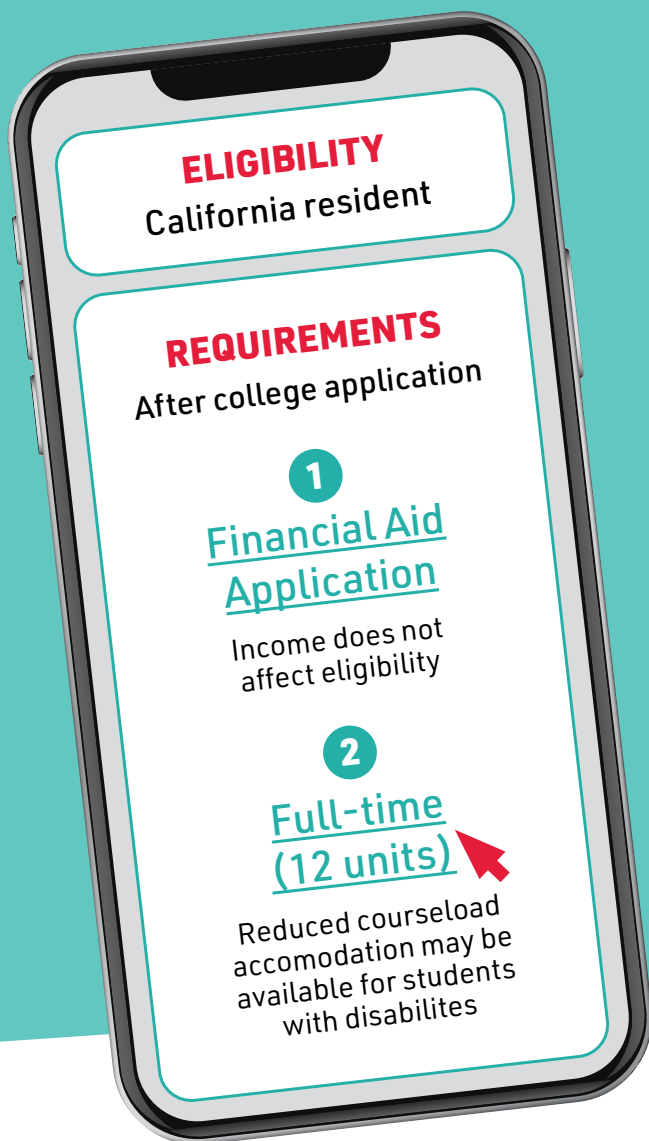 ELIGIBILITY
California resident
REQUIREMENTS
After college application
1
Financial Aid
Application
Income does not
affect eligibility
2
Full-time
(12 units)
Reduced courseload
accomodation may be
available for students
with disabilites